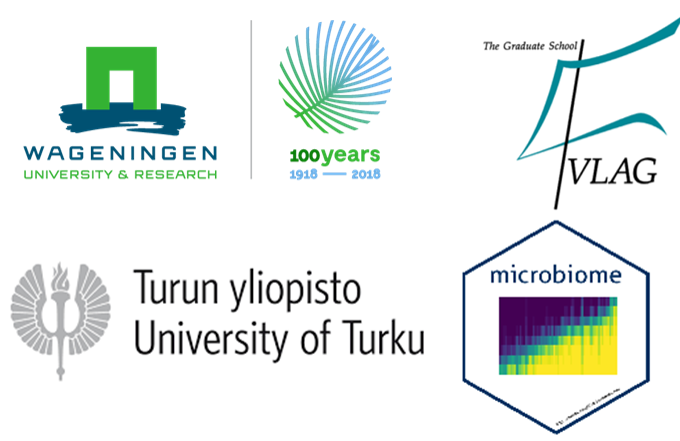 WAGENINGEN
UNIVERSITY & RESEARCH
100years
1918 — 2018
The Graduate School
VLAG
Turun yliopisto
University of Turku
microbiome